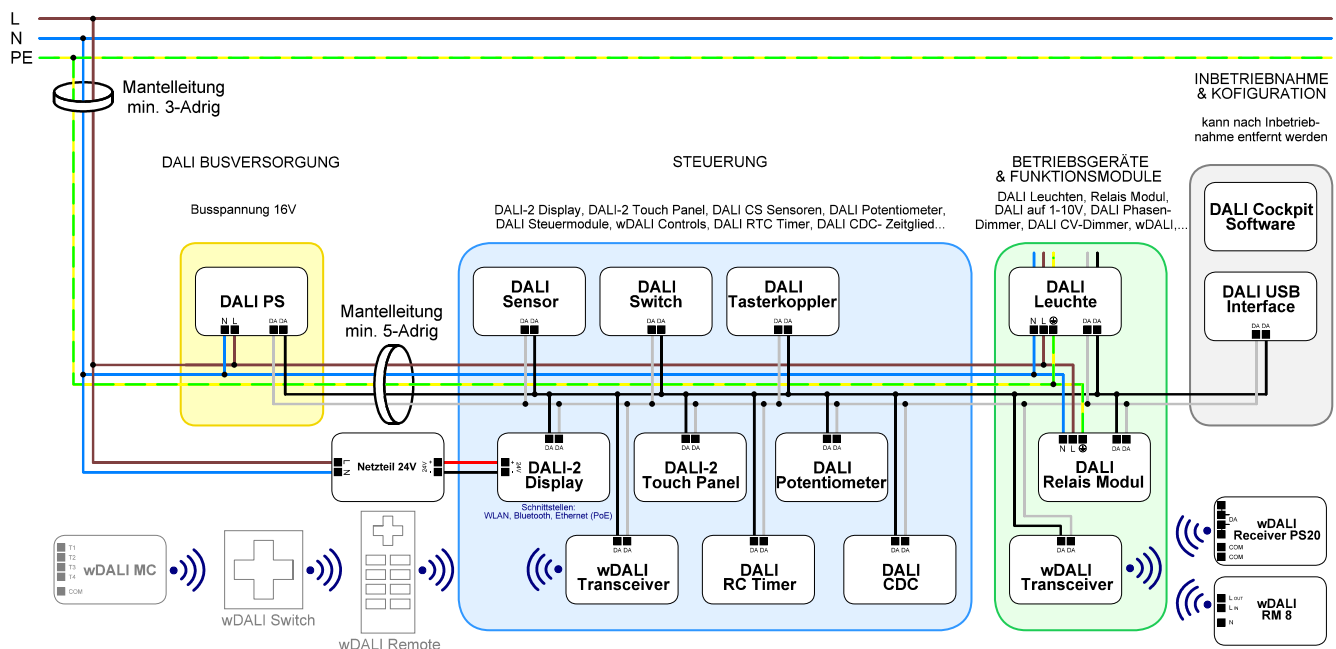 L
N
PE
Mantelleitung
min. 3-Adrig
INBETRIEBNAHME
& KOFIGURATION
kann nach Inbetrieb-
nahme entfernt werden
DALI BUSVERSORGUNG
Busspannung 16V
STEUERUNG
DALI-2 Display, DALI-2 Touch Panel, DALI CS Sensoren, DALI Potentiometer,
DALI Steuermodule, wDALI Controls, DALI RTC Timer, DALI CDC- Zeitglied...
BETRIEBSGERÄTE
& FUNKTIONSMODULE
DALI Leuchten, Relais Modul,
DALI auf 1-10V, DALI Phasen-
Dimmer, DALI CV-Dimmer, wDALI,...
DALI Cockpit
Software
DALI USB
Interface
DA DA
DALI PS
N L DA DA
Mantelleitung
min. 5-Adrig
DALI
Sensor
DA DA
DALI
Switch
DA DA
DALI
Tasterkoppler
DA DA
DALI
Leuchte
N L DA DA
Netzteil 24V
L
N
24V
+
-
+
-
24V
DALI-2
Display
DA DA
Schnittstellen:
WLAN, Bluetooth, Ethernet (PoE)
DALI-2
Touch Panel
DA DA
DALI
Potentiometer
DA DA
N L DA DA
DALI
Relais Modul
T1
T2
T3
T4
COM
wDALI MC
wDALI Switch
wDALI Remote
DA DA
wDALI
Transceiver
DA DA
DALI
RC Timer
DA DA
DALI
CDC
DA DA
wDALI
Transceiver
DA
COM
COM
wDALI
Receiver PS20
L OUT
L IN
N
wDALI
RM 8